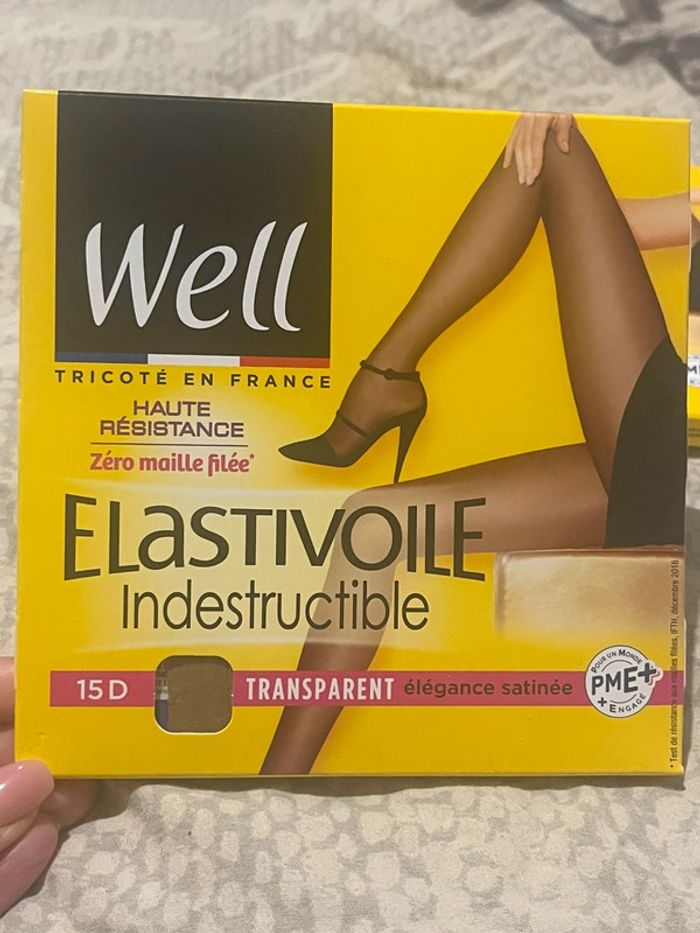 Well
TRICOTÉ EN FRANCE
HAUTE
RÉSISTANCE
Zéro maille filée*
ELaSTIVOILE
Indestructible
15 D
TRANSPARENT élégance satinée
POUR UN MONDE
PME+
+ ENGAGÉ
* Test de résistance aux mailles filées, IFTH, décembre 2016